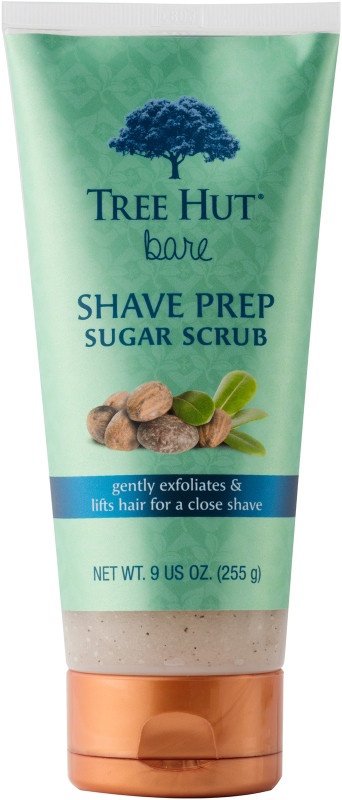 TREE HUT®
bare
SHAVE PREP
SUGAR SCRUB
gently exfoliates &
lifts hair for a close shave
NET WT. 9 US OZ. (255 g)